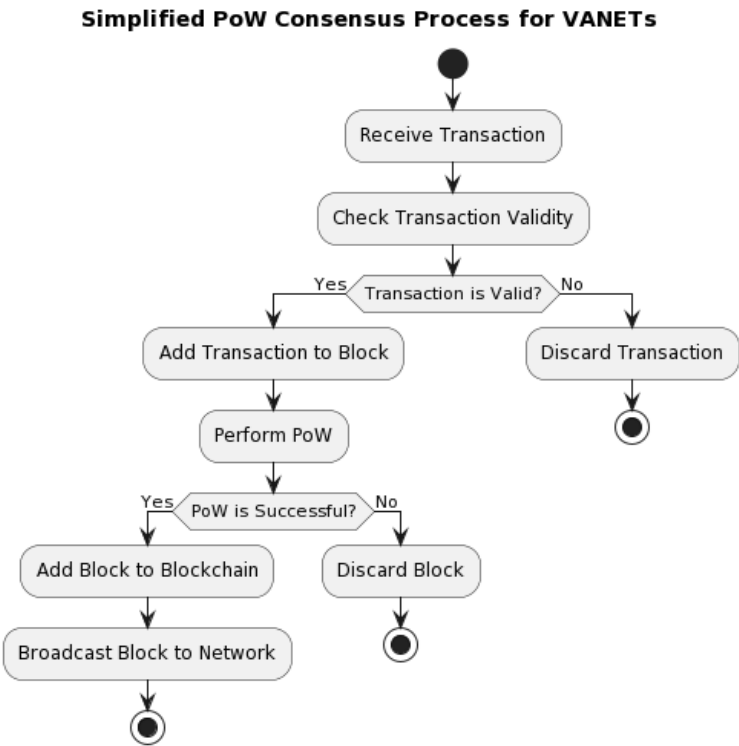 Simplified PoW Consensus Process for VANETs
Receive Transaction
Check Transaction Validity
Yes
Transaction is Valid?
No
Add Transaction to Block
Discard Transaction
Perform PoW
Yes
PoW is Successful?
No
Add Block to Blockchain
Discard Block
Broadcast Block to Network